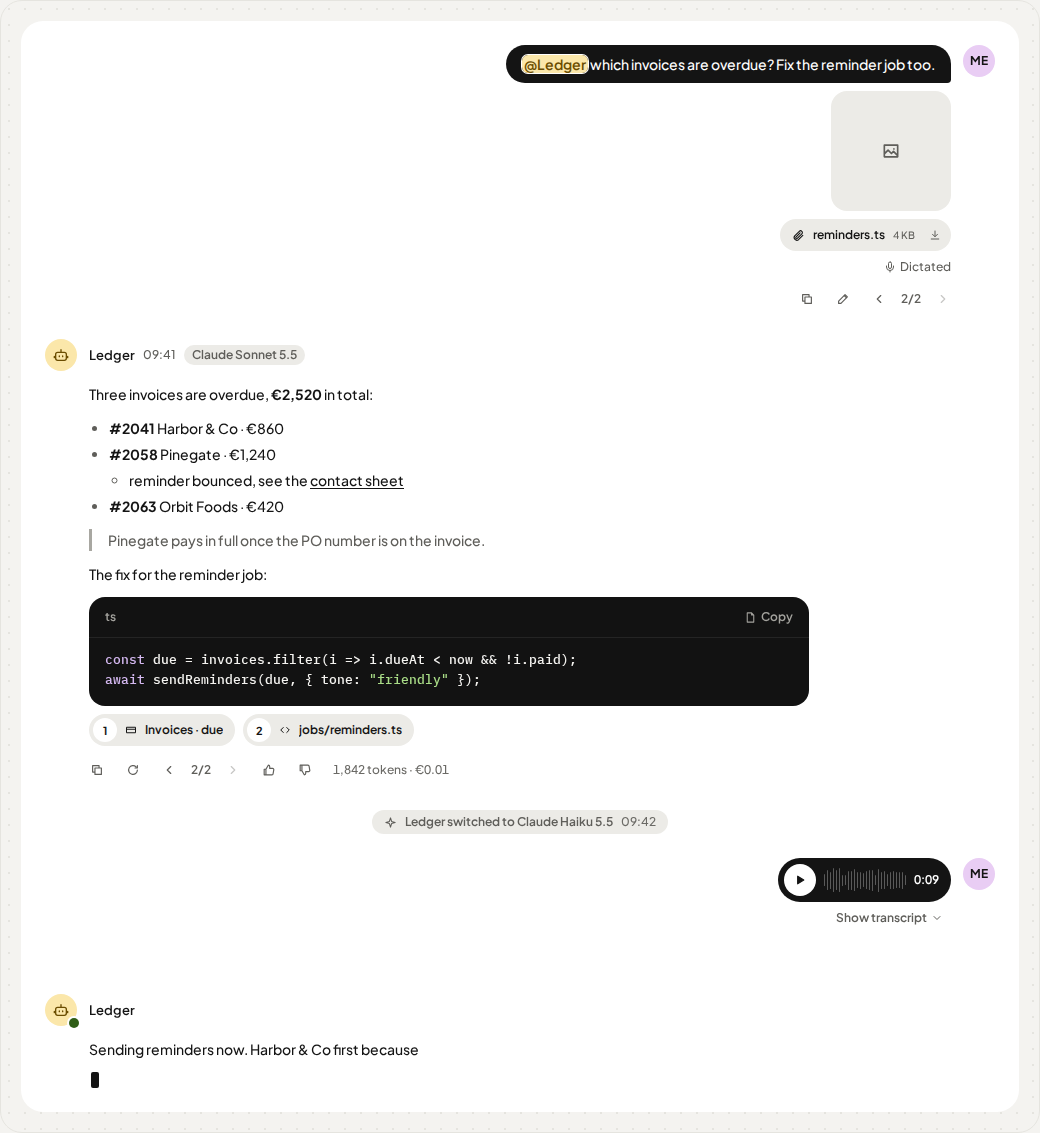 @Ledger which invoices are overdue? Fix the reminder job too.
ME
reminders.ts 4 KB
Dictated
2/2
Ledger 09:41 Claude Sonnet 5.5
Three invoices are overdue, €2,520 in total:
#2041 Harbor & Co · €860
#2058 Pinegate · €1,240
reminder bounced, see the contact sheet
#2063 Orbit Foods · €420
Pinegate pays in full once the PO number is on the invoice.
The fix for the reminder job:
ts Copy
const due = invoices.filter(i => i.dueAt < now && !i.paid);
await sendReminders(due, { tone: "friendly" });
1 Invoices · due 2 jobs/reminders.ts
2/2 1,842 tokens · €0.01
Ledger switched to Claude Haiku 5.5 09:42
0:09 ME
Show transcript
Ledger
Sending reminders now. Harbor & Co first because